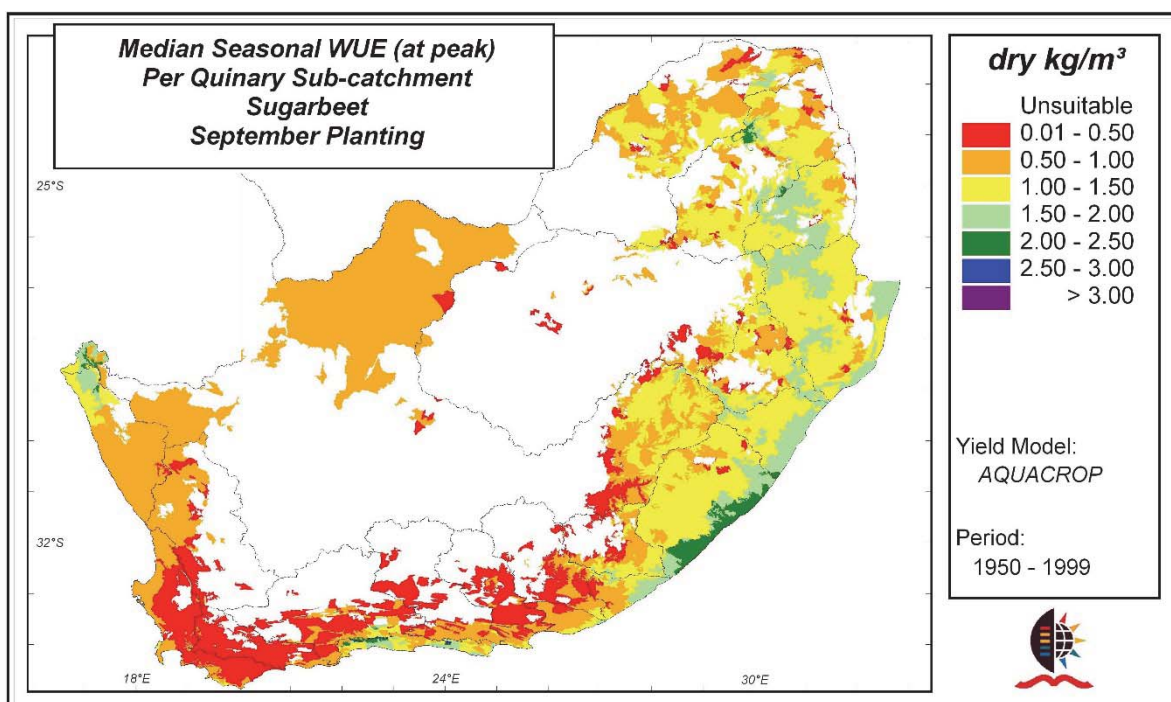 Median Seasonal WUE (at peak)
Per Quinary Sub-catchment
Sugarbeet
September Planting
dry kg/m³
Unsuitable
0.01 - 0.50
0.50 - 1.00
1.00 - 1.50
1.50 - 2.00
2.00 - 2.50
2.50 - 3.00
> 3.00
Yield Model:
AQUACROP
Period:
1950 - 1999
25°S
32°S
18°E
24°E
30°E